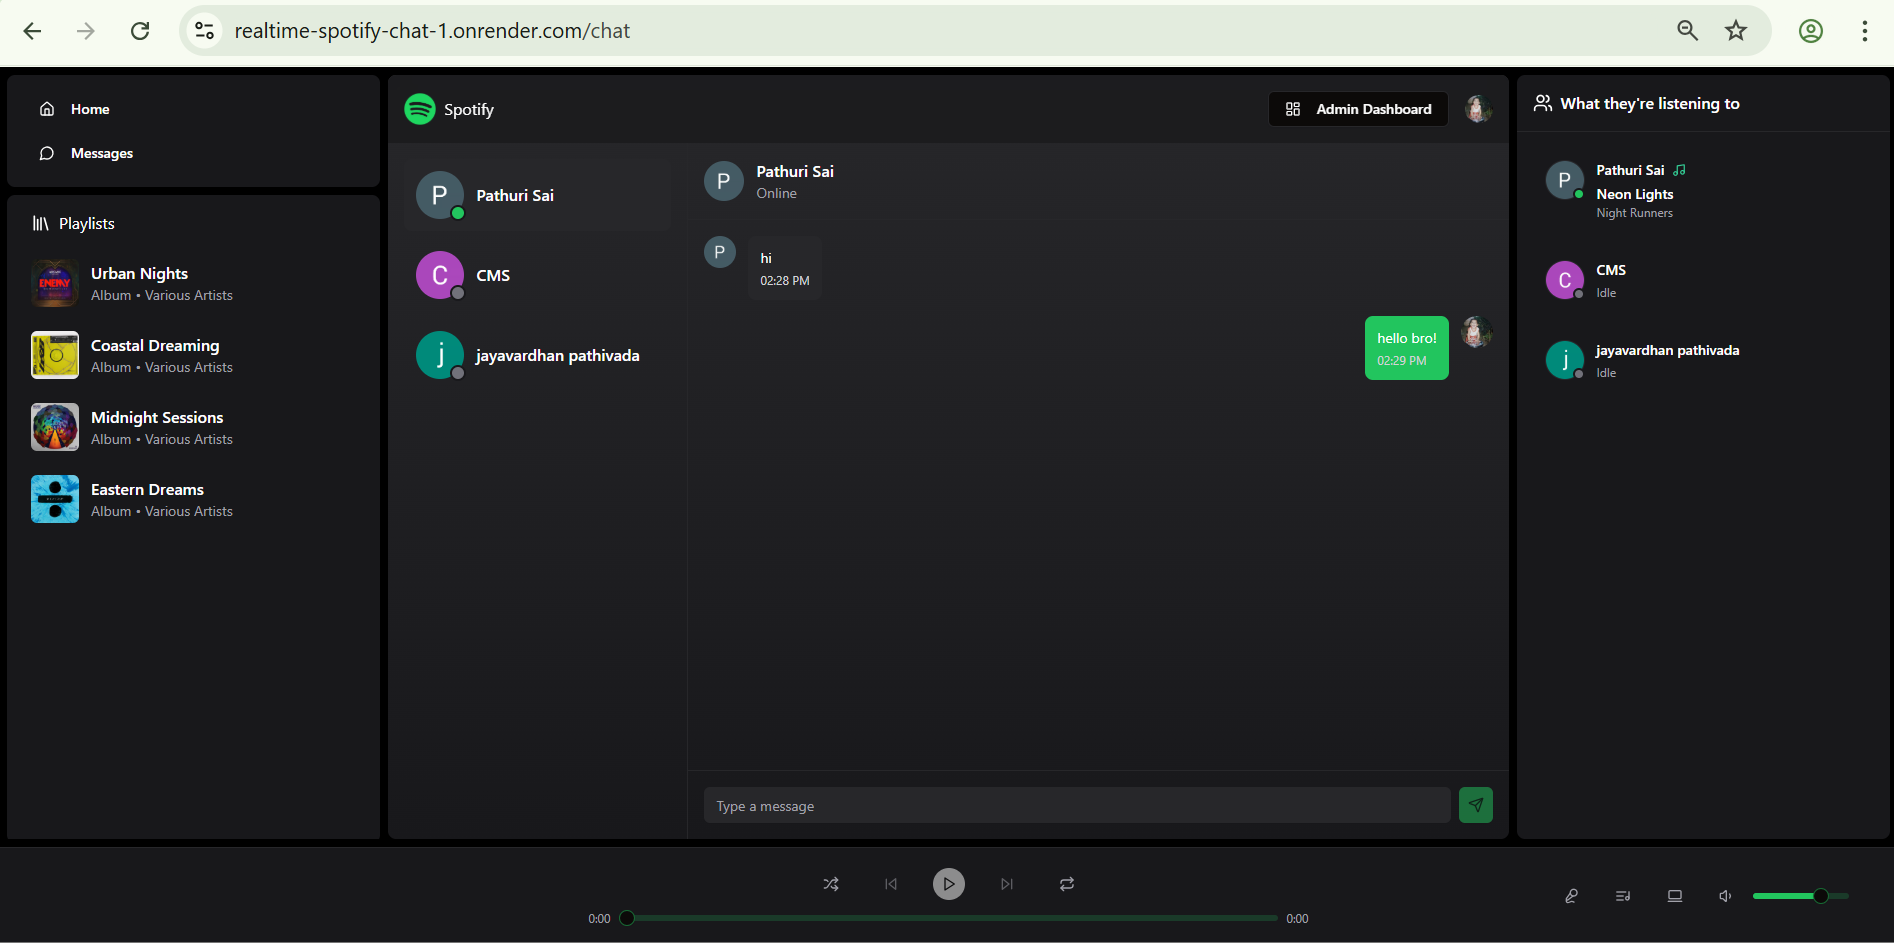 realtime-spotify-chat-1.onrender.com/chat
Home
Messages
Playlists
Urban Nights
Album • Various Artists
Coastal Dreaming
Album • Various Artists
Midnight Sessions
Album • Various Artists
Eastern Dreams
Album • Various Artists
Spotify
Admin Dashboard
P
Pathuri Sai
C
CMS
j
jayavardhan pathivada
P
Pathuri Sai
Online
P
hi
02:28 PM
hello bro!
02:29 PM
Type a message
What they're listening to
P
Pathuri Sai
Neon Lights
Night Runners
C
CMS
Idle
j
jayavardhan pathivada
Idle
0:00
0:00